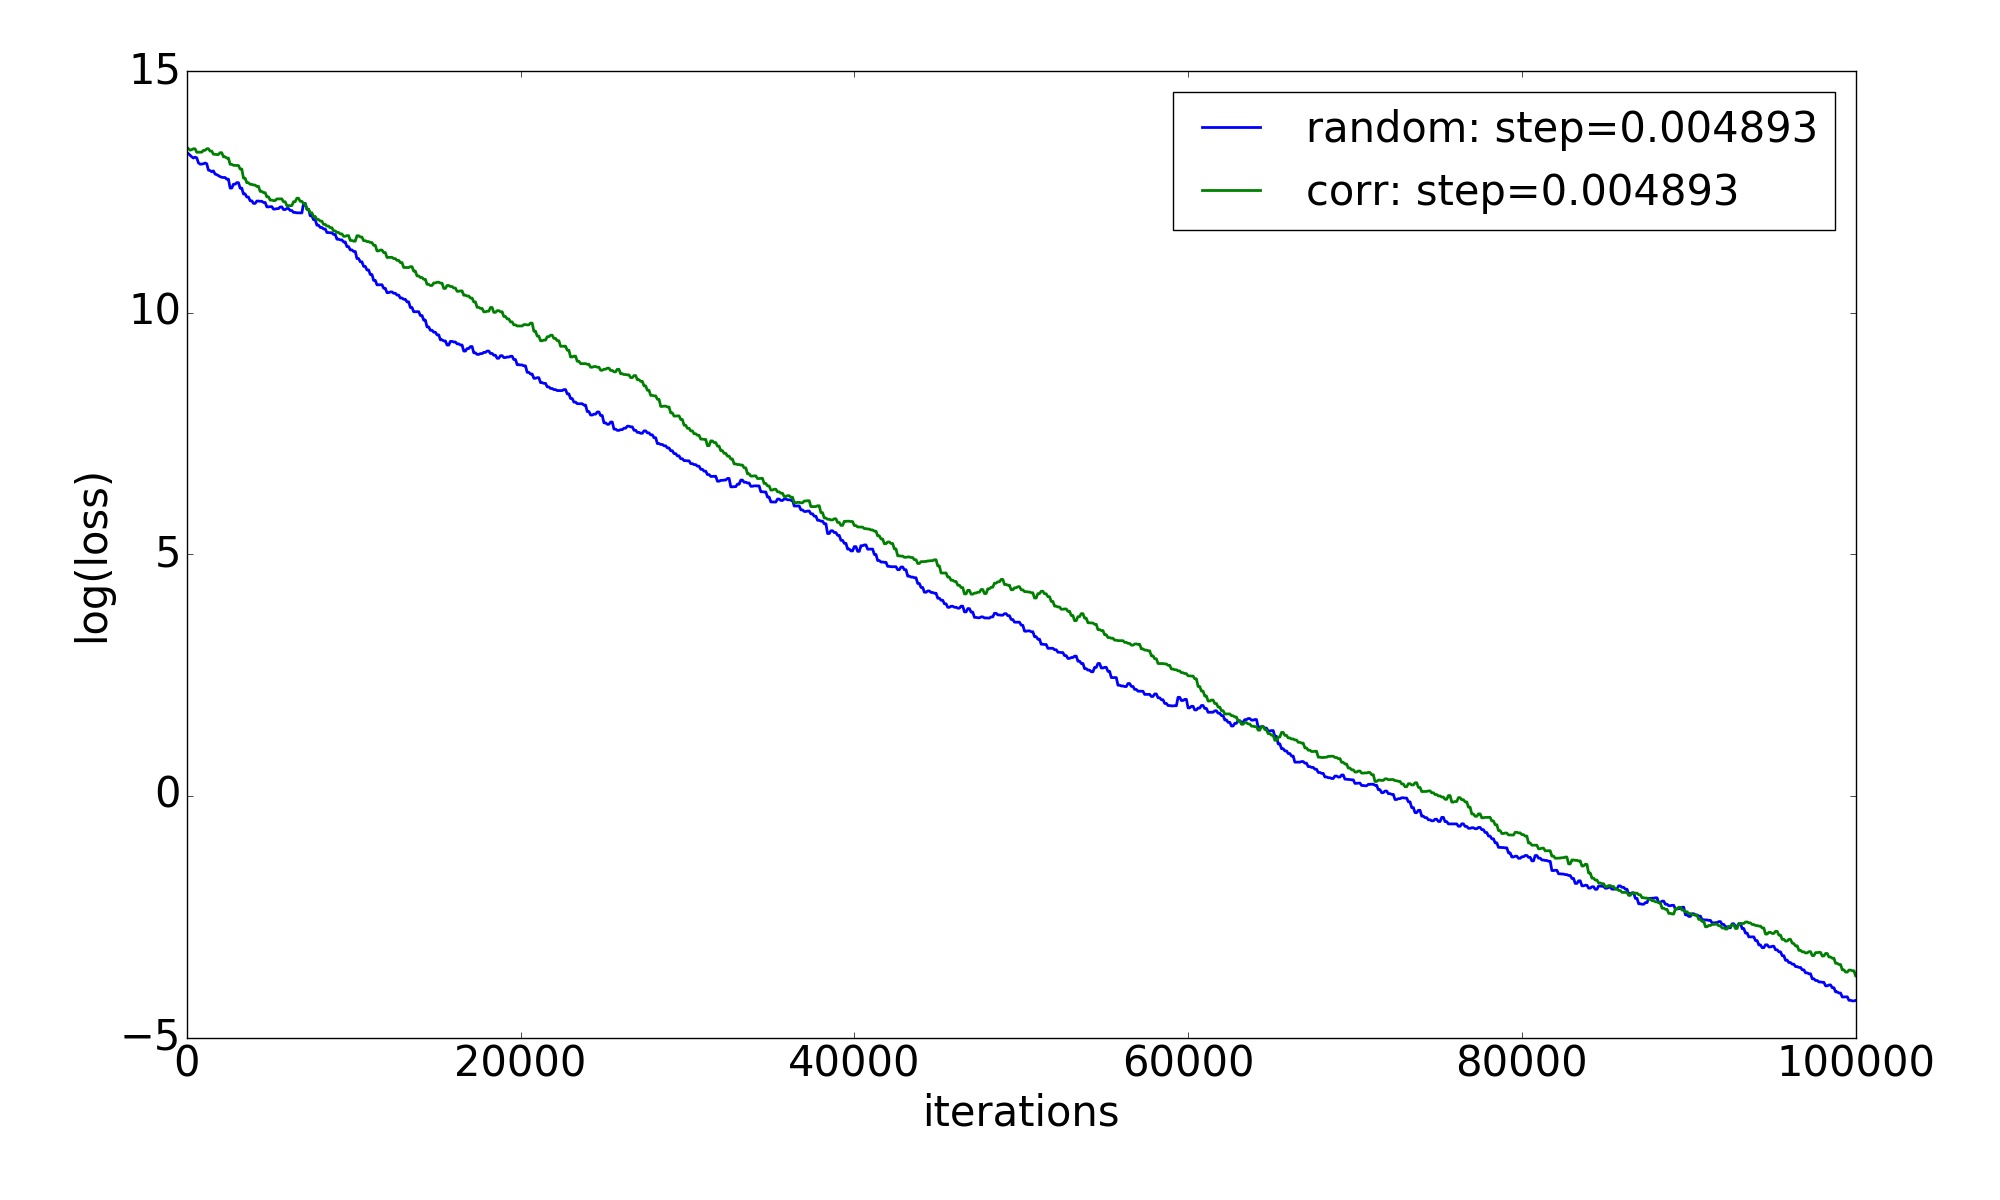 15
10
5
0
−5
log(loss)
random: step=0.004893
corr: step=0.004893
0 20000 40000 60000 80000 100000
iterations